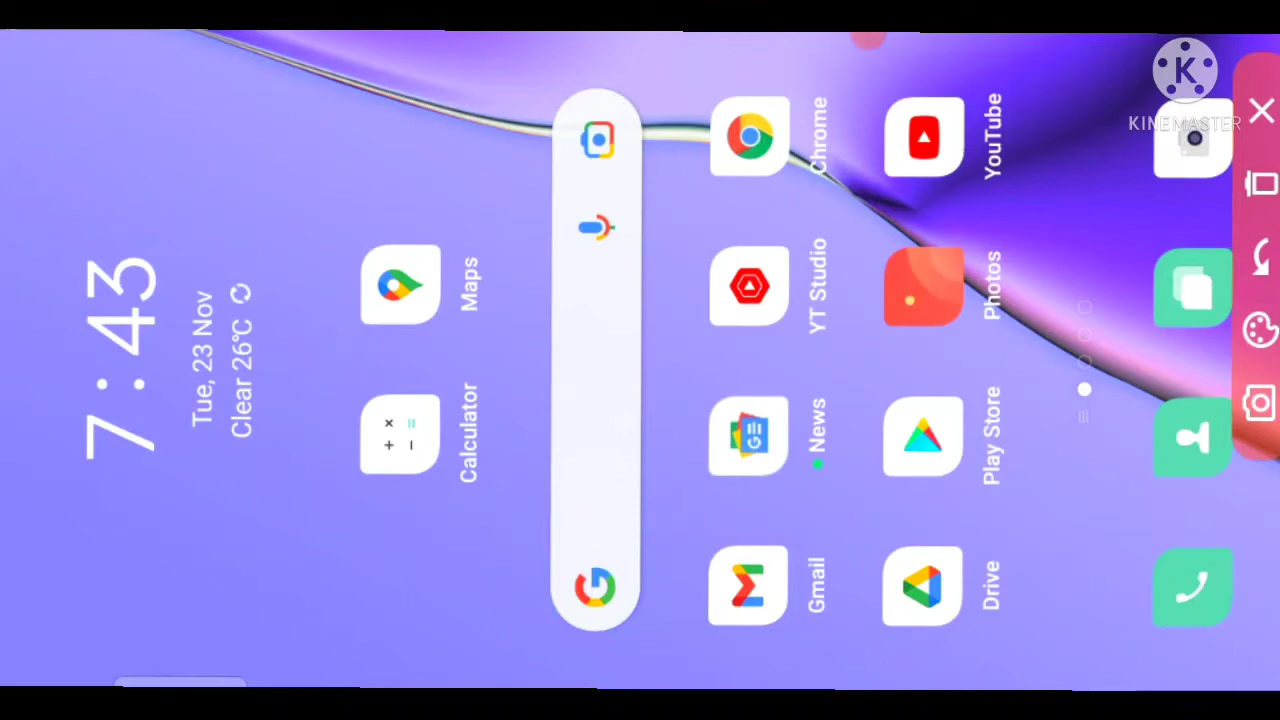 7 : 43
Tue, 23 Nov
Clear 26°C
Calculator
Maps
Gmail
News
YT Studio
Chrome
Drive
Play Store
Photos
YouTube
K
KINEMASTER